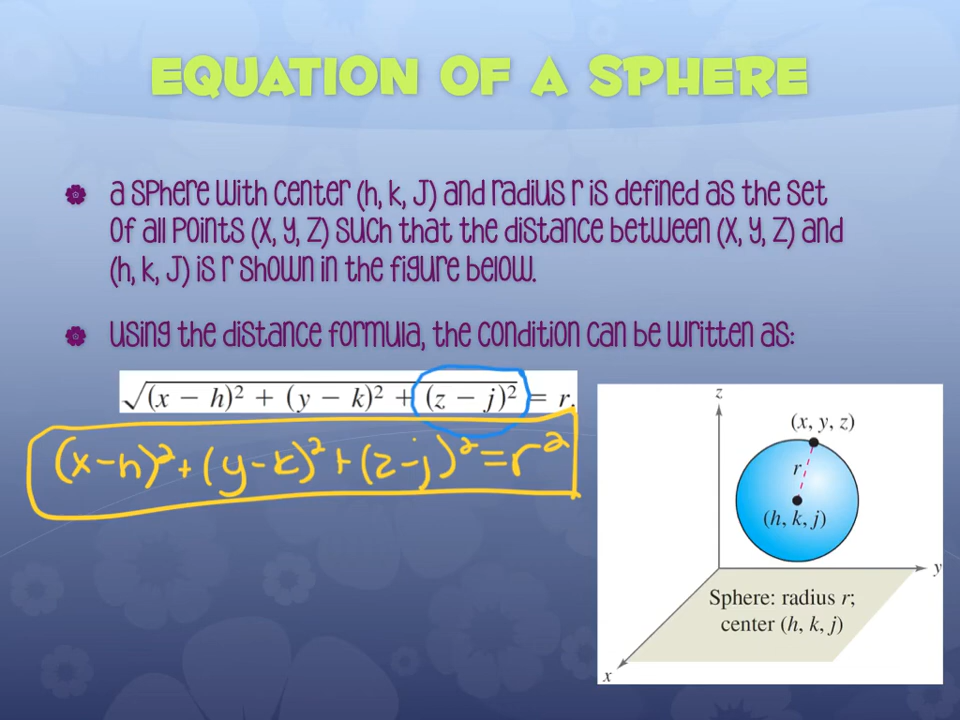 EQUATION OF A SPHERE
A sphere with center (h, k, j) and radius r is defined as the set
of all points (x, y, z) such that the distance between (x, y, z) and
(h, k, j) is r shown in the figure below.
Using the distance formula, the condition can be written as:
√(x − h)² + (y − k)² + (z − j)² = r.
(x-h)²+(y-k)²+(z-j)²=r²
z
(x, y, z)
r
(h, k, j)
y
Sphere: radius r;
center (h, k, j)
x